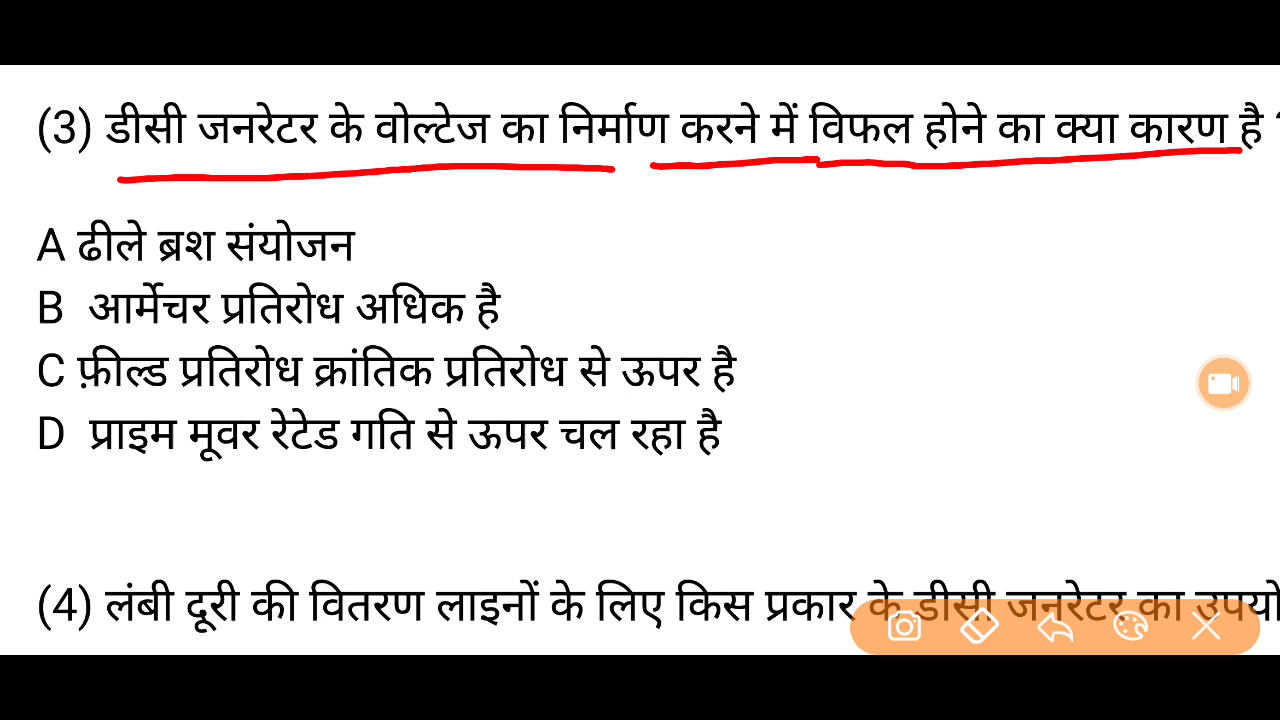 (3) डीसी जनरेटर के वोल्टेज का निर्माण करने में विफल होने का क्या कारण है ?
A ढीले ब्रश संयोजन
B आर्मेचर प्रतिरोध अधिक है
C फ़ील्ड प्रतिरोध क्रांतिक प्रतिरोध से ऊपर है
D प्राइम मूवर रेटेड गति से ऊपर चल रहा है
(4) लंबी दूरी की वितरण लाइनों के लिए किस प्रकार के डीसी जनरेटर का